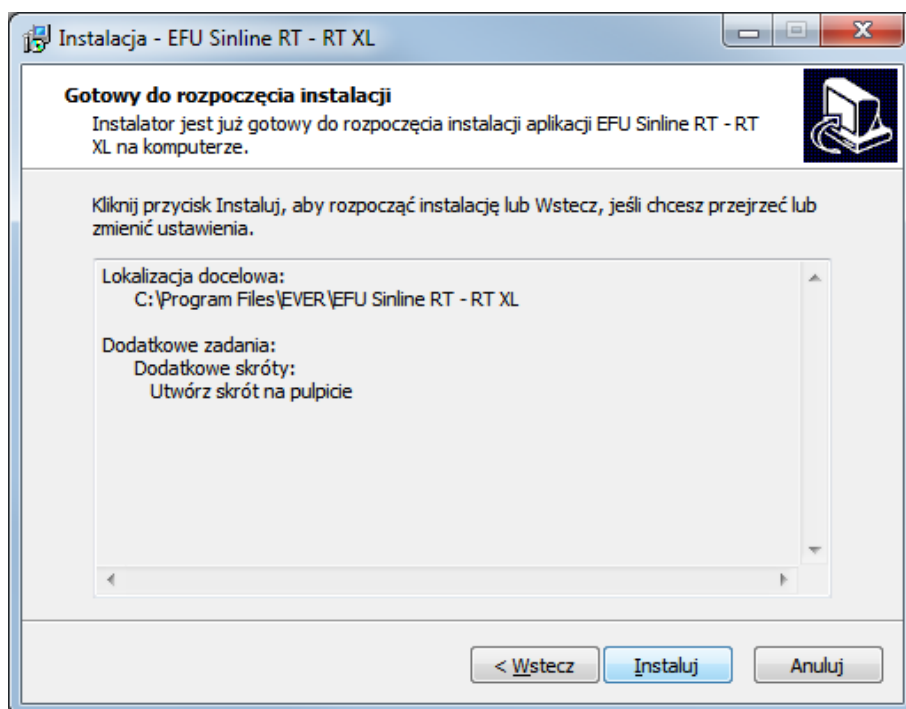 Instalacja - EFU Sinline RT - RT XL
Gotowy do rozpoczęcia instalacji
Instalator jest już gotowy do rozpoczęcia instalacji aplikacji EFU Sinline RT - RT
XL na komputerze.
Kliknij przycisk Instaluj, aby rozpocząć instalację lub Wstecz, jeśli chcesz przejrzeć lub
zmienić ustawienia.
Lokalizacja docelowa:
C:\Program Files\EVER\EFU Sinline RT - RT XL
Dodatkowe zadania:
Dodatkowe skróty:
Utwórz skrót na pulpicie
< Wstecz
Instaluj
Anuluj